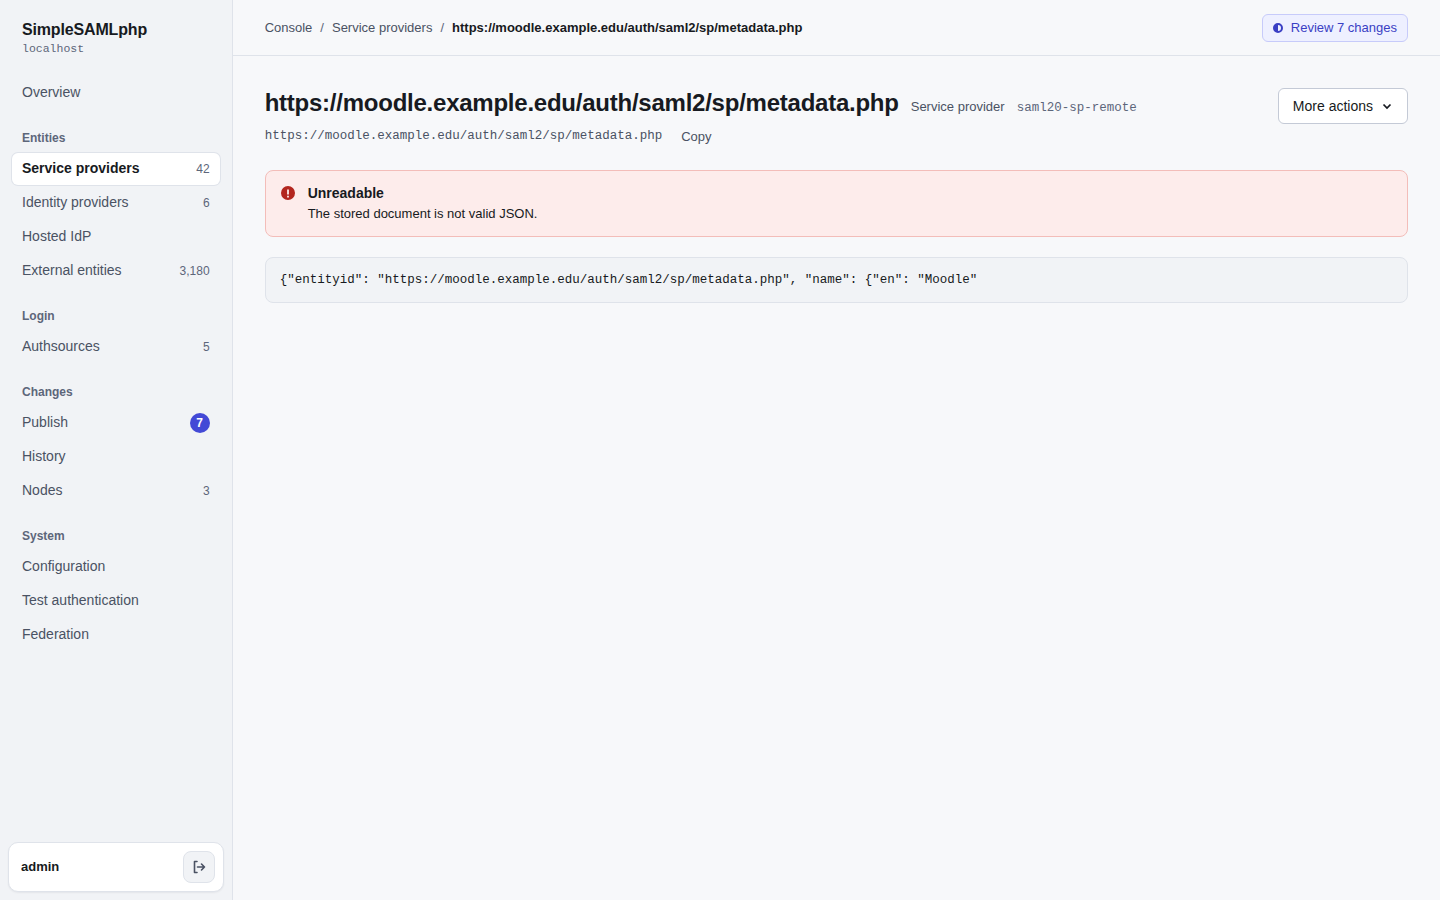 SimpleSAMLphp
localhost
Overview
Entities
Service providers 42
Identity providers 6
Hosted IdP
External entities 3,180
Login
Authsources 5
Changes
Publish 7
History
Nodes 3
System
Configuration
Test authentication
Federation
admin
Console / Service providers / https://moodle.example.edu/auth/saml2/sp/metadata.php
Review 7 changes
https://moodle.example.edu/auth/saml2/sp/metadata.php Service provider saml20-sp-remote
More actions
https://moodle.example.edu/auth/saml2/sp/metadata.php Copy
Unreadable
The stored document is not valid JSON.
{"entityid": "https://moodle.example.edu/auth/saml2/sp/metadata.php", "name": {"en": "Moodle"